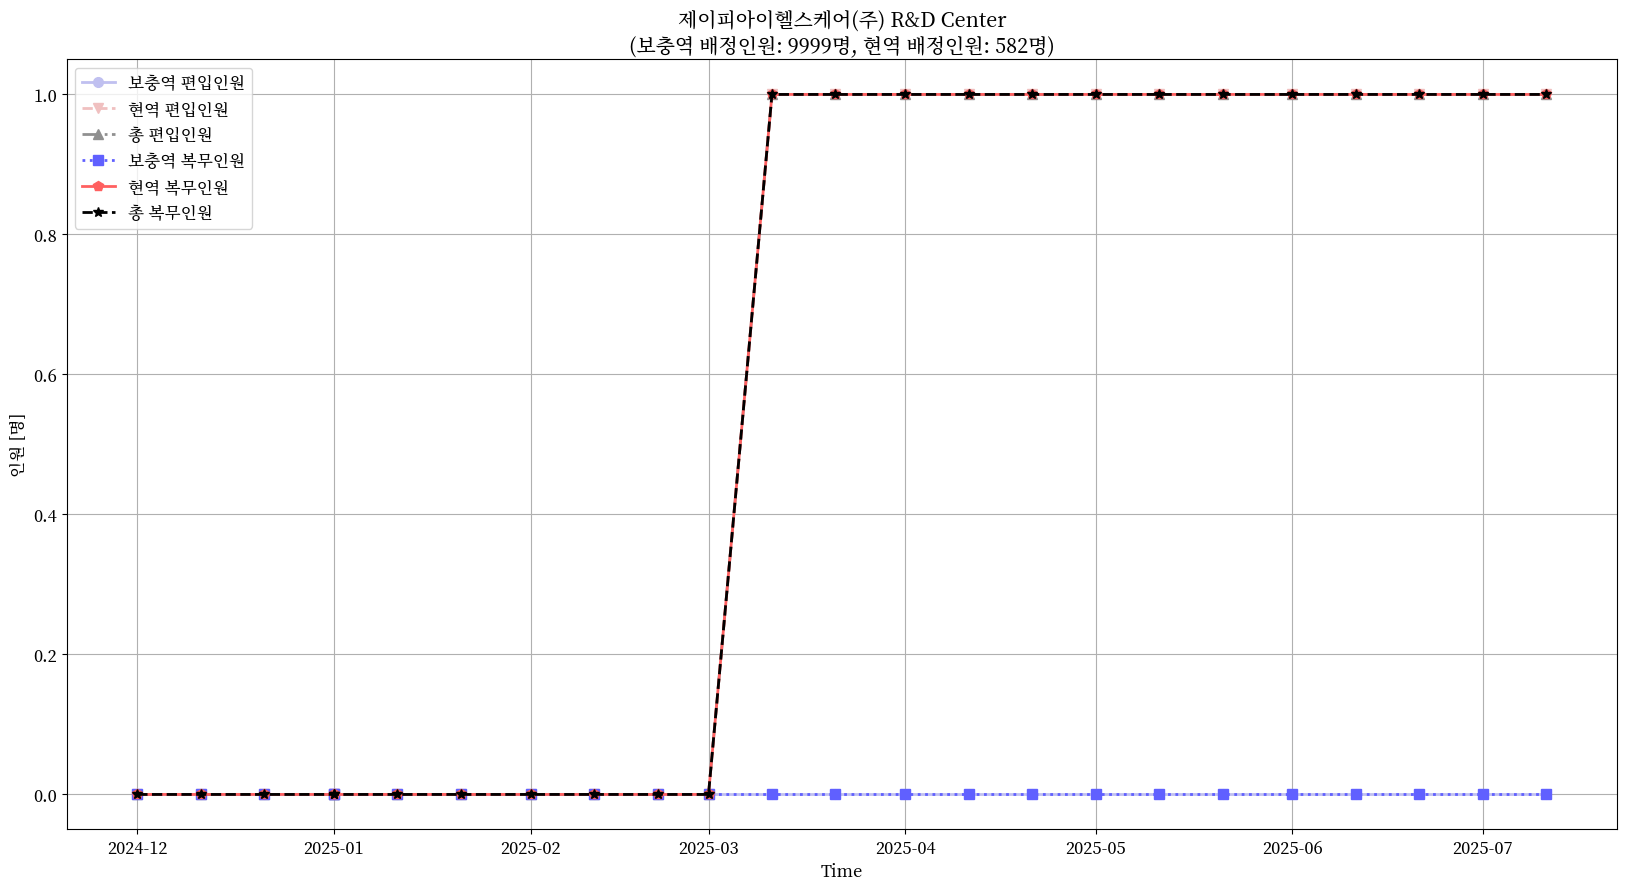 제이피아이헬스케어(주) R&D Center
(보충역 배정인원: 9999명, 현역 배정인원: 582명)
보충역 편입인원
현역 편입인원
총 편입인원
보충역 복무인원
현역 복무인원
총 복무인원
1.0
0.8
0.6
0.4
0.2
0.0
인원 [명]
2024-12 2025-01 2025-02 2025-03 2025-04 2025-05 2025-06 2025-07
Time